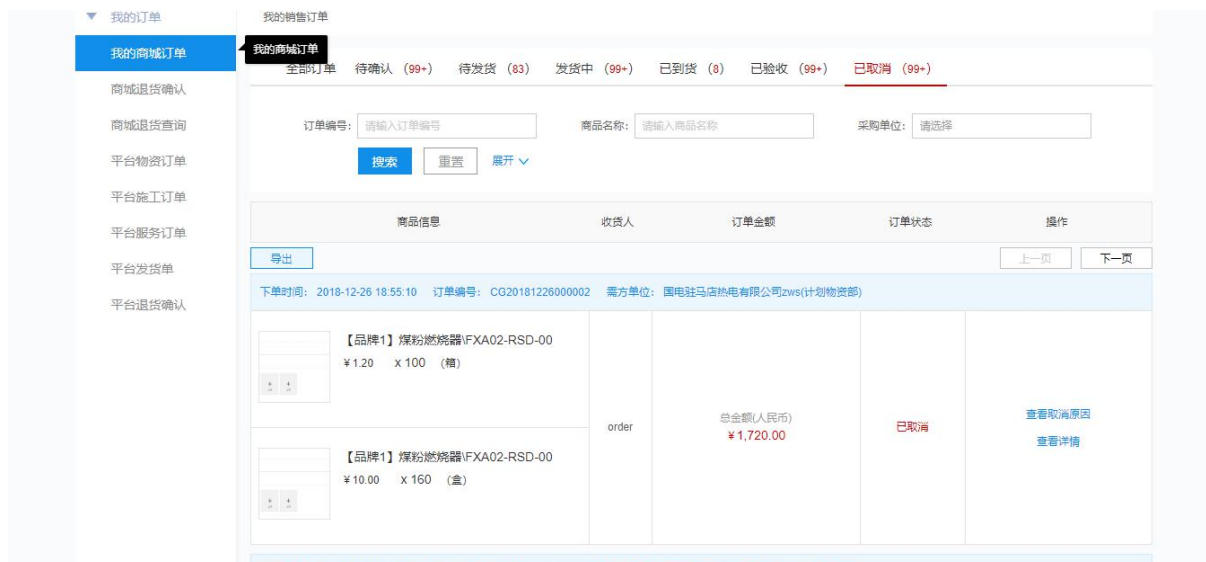 我的订单
我的销售订单
我的商城订单
我的商城订单
商城退货确认
商城退货查询
平台物资订单
平台施工订单
平台服务订单
平台发货单
平台退货确认
全部订单 待确认 (99+) 待发货 (83) 发货中 (99+) 已到货 (8) 已验收 (99+) 已取消 (99+)
订单编号: 请输入订单编号 商品名称: 请输入商品名称 采购单位: 请选择
搜索 重置 展开
商品信息 收货人 订单金额 订单状态 操作
导出 上一页 下一页
下单时间: 2018-12-26 18:55:10 订单编号: CG20181226000002 需方单位: 国电驻马店热电有限公司zws(计划物资部)
【品牌1】煤粉燃烧器\FXA02-RSD-00
¥1.20 x 100 (箱)
order
总金额(人民币)
¥1,720.00
已取消
查看取消原因
查看详情
【品牌1】煤粉燃烧器\FXA02-RSD-00
¥10.00 x 160 (盒)